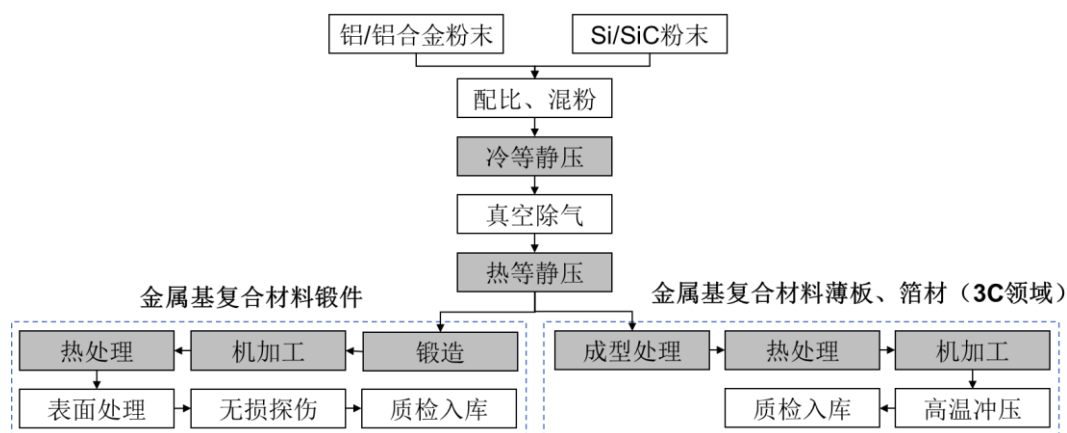 铝/铝合金粉末
Si/SiC粉末
配比、混粉
冷等静压
真空除气
热等静压
金属基复合材料锻件
金属基复合材料薄板、箔材（3C领域）
热处理
机加工
锻造
成型处理
热处理
机加工
表面处理
无损探伤
质检入库
质检入库
高温冲压